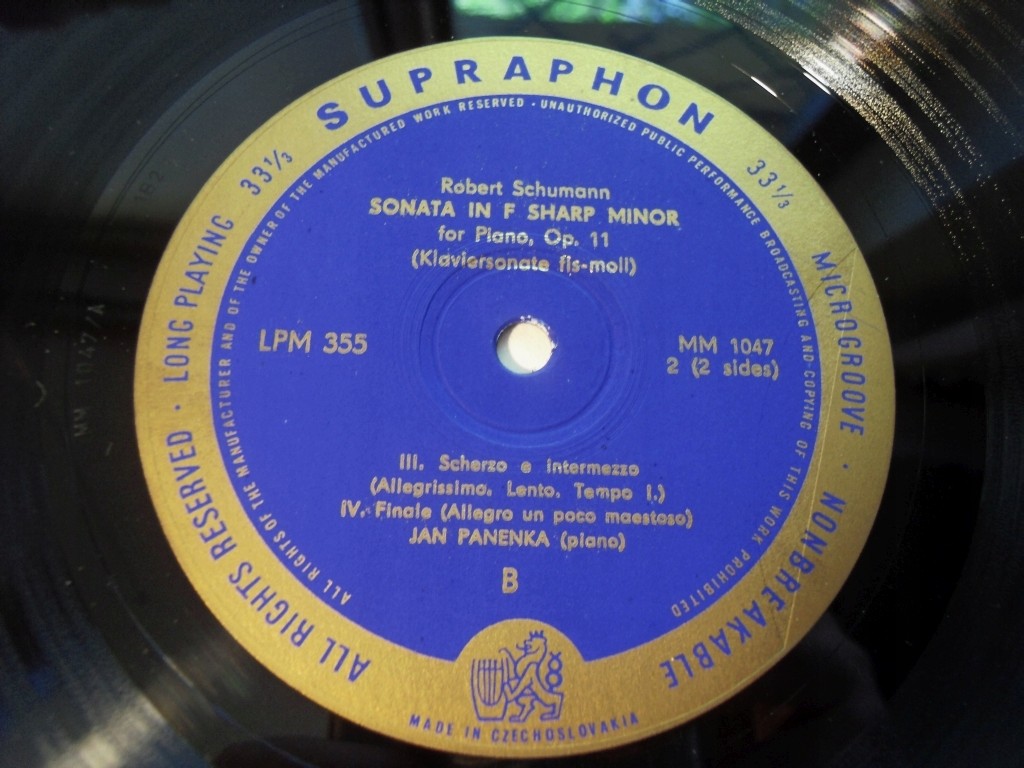 SUPRAPHON
33⅓
33⅓
ALL RIGHTS RESERVED · LONG PLAYING
MICROGROOVE · NONBREAKABLE
ALL RIGHTS OF THE MANUFACTURER AND OF THE OWNER OF THE MANUFACTURED WORK RESERVED · UNAUTHORIZED PUBLIC PERFORMANCE BROADCASTING AND COPYING OF THIS WORK PROHIBITED
Robert Schumann
SONATA IN F SHARP MINOR
for Piano, Op. 11
(Klaviersonate fis-moll)
LPM 355
MM 1047
2 (2 sides)
III. Scherzo e Intermezzo
(Allegrissimo. Lento. Tempo I.)
IV. Finale (Allegro un poco maestoso)
JAN PANENKA (piano)
B
MADE IN CZECHOSLOVAKIA
MM 1047/A